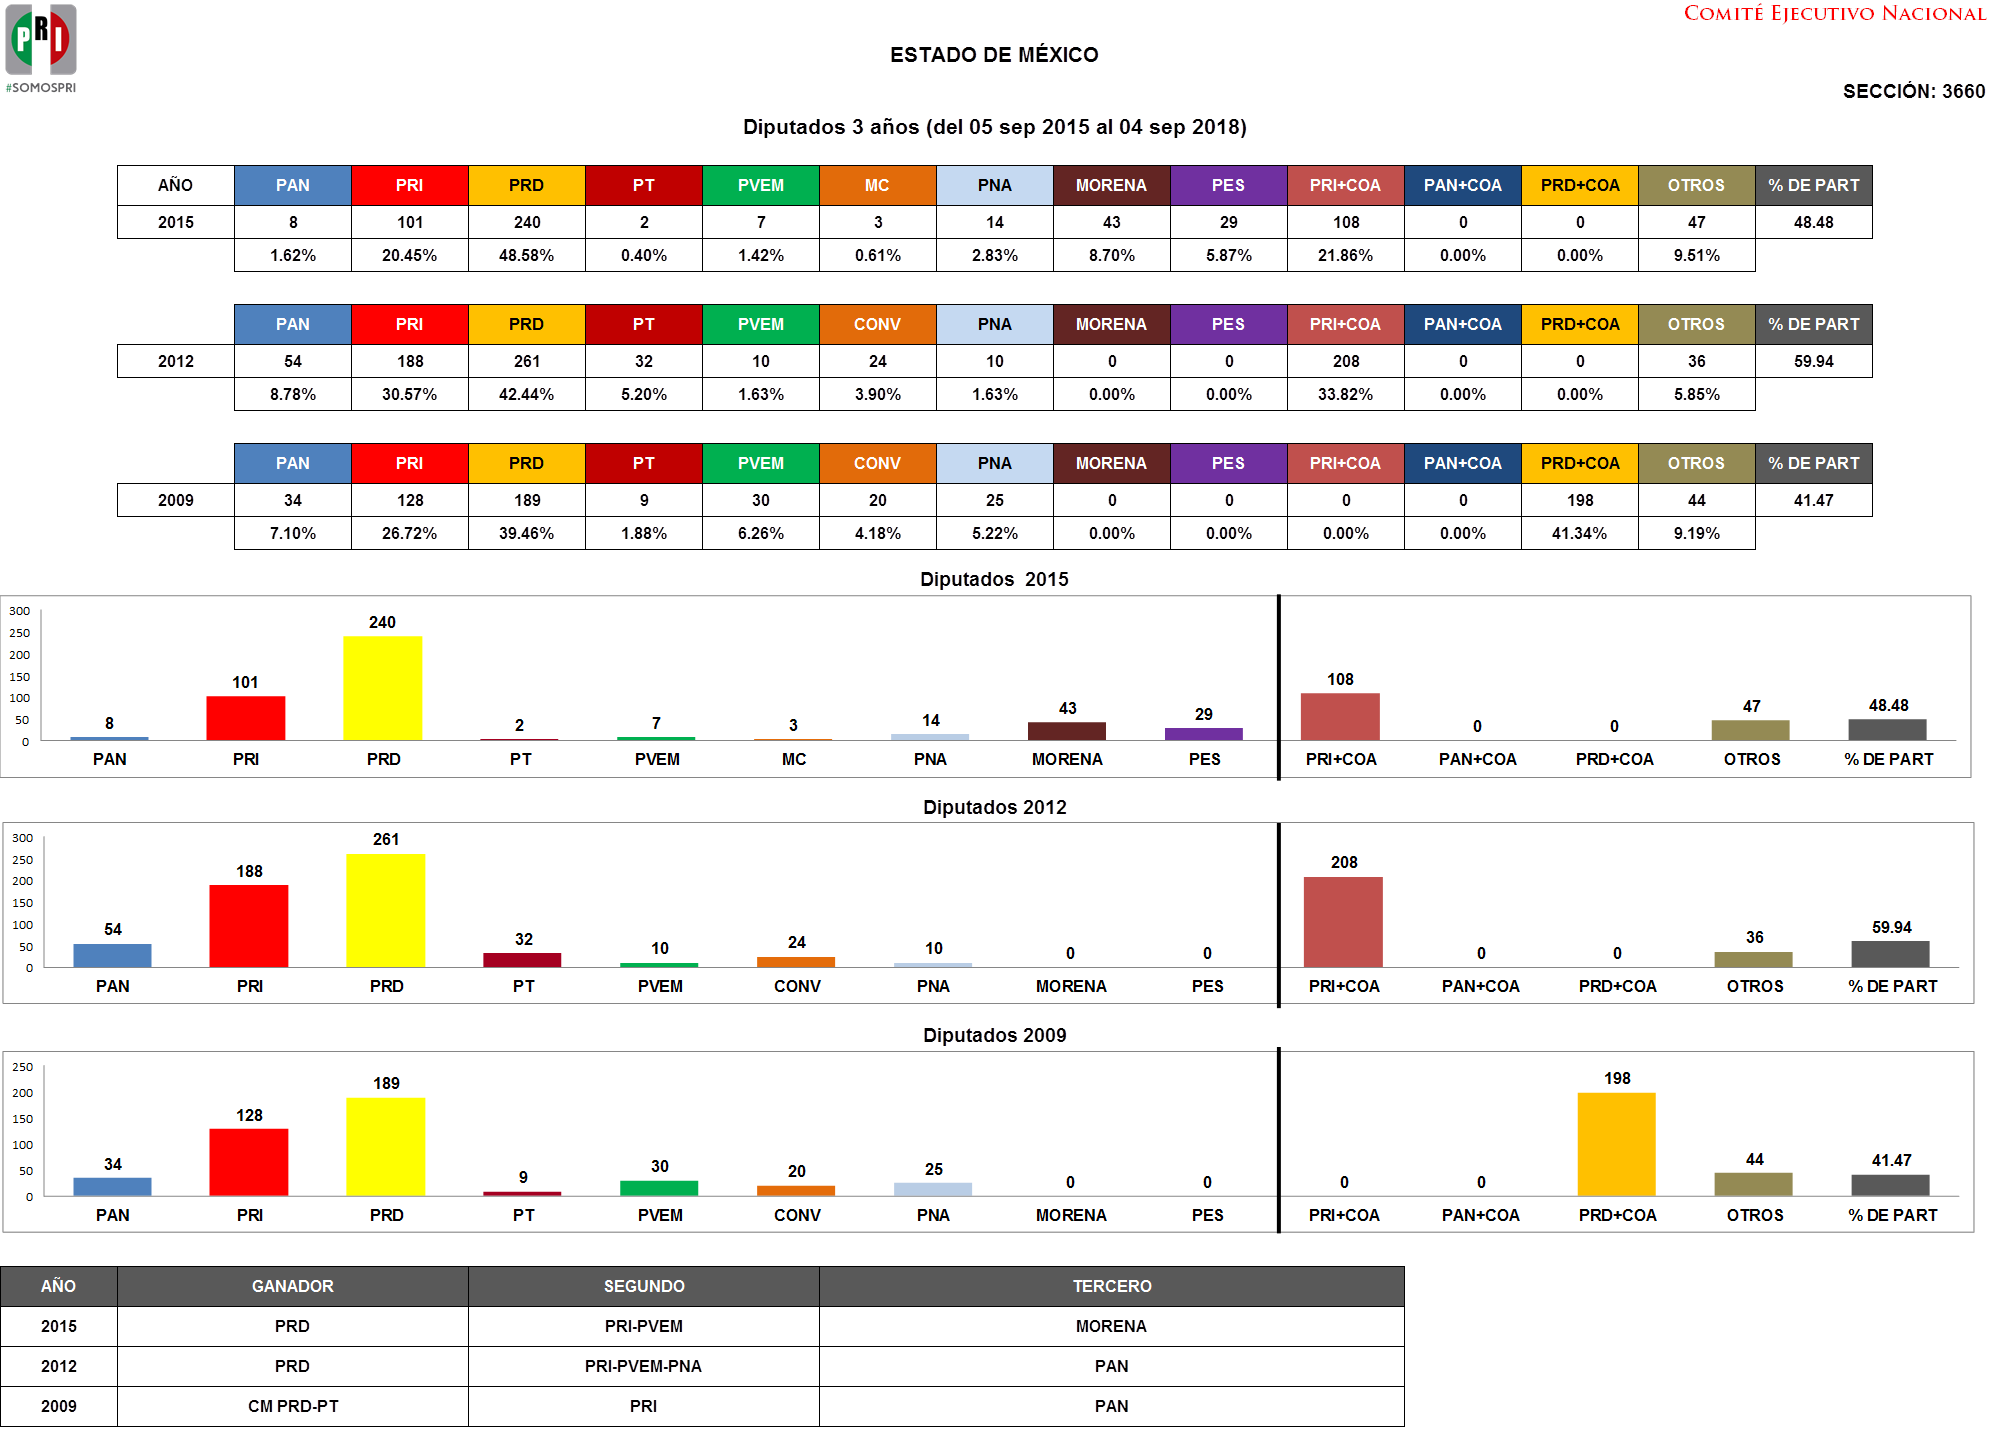 PRI
#SOMOSPRI
COMITÉ EJECUTIVO NACIONAL
ESTADO DE MÉXICO
SECCIÓN: 3660
Diputados 3 años (del 05 sep 2015 al 04 sep 2018)
AÑO PAN PRI PRD PT PVEM MC PNA MORENA PES PRI+COA PAN+COA PRD+COA OTROS % DE PART
2015 8 101 240 2 7 3 14 43 29 108 0 0 47 48.48
1.62% 20.45% 48.58% 0.40% 1.42% 0.61% 2.83% 8.70% 5.87% 21.86% 0.00% 0.00% 9.51%
PAN PRI PRD PT PVEM CONV PNA MORENA PES PRI+COA PAN+COA PRD+COA OTROS % DE PART
2012 54 188 261 32 10 24 10 0 0 208 0 0 36 59.94
8.78% 30.57% 42.44% 5.20% 1.63% 3.90% 1.63% 0.00% 0.00% 33.82% 0.00% 0.00% 5.85%
PAN PRI PRD PT PVEM CONV PNA MORENA PES PRI+COA PAN+COA PRD+COA OTROS % DE PART
2009 34 128 189 9 30 20 25 0 0 0 0 198 44 41.47
7.10% 26.72% 39.46% 1.88% 6.26% 4.18% 5.22% 0.00% 0.00% 0.00% 0.00% 41.34% 9.19%
Diputados 2015
300
250
200
150
100
50
0
8 101 240 2 7 3 14 43 29 108 0 0 47 48.48
PAN PRI PRD PT PVEM MC PNA MORENA PES PRI+COA PAN+COA PRD+COA OTROS % DE PART
Diputados 2012
300
250
200
150
100
50
0
54 188 261 32 10 24 10 0 0 208 0 0 36 59.94
PAN PRI PRD PT PVEM CONV PNA MORENA PES PRI+COA PAN+COA PRD+COA OTROS % DE PART
Diputados 2009
250
200
150
100
50
0
34 128 189 9 30 20 25 0 0 0 0 198 44 41.47
PAN PRI PRD PT PVEM CONV PNA MORENA PES PRI+COA PAN+COA PRD+COA OTROS % DE PART
AÑO GANADOR SEGUNDO TERCERO
2015 PRD PRI-PVEM MORENA
2012 PRD PRI-PVEM-PNA PAN
2009 CM PRD-PT PRI PAN